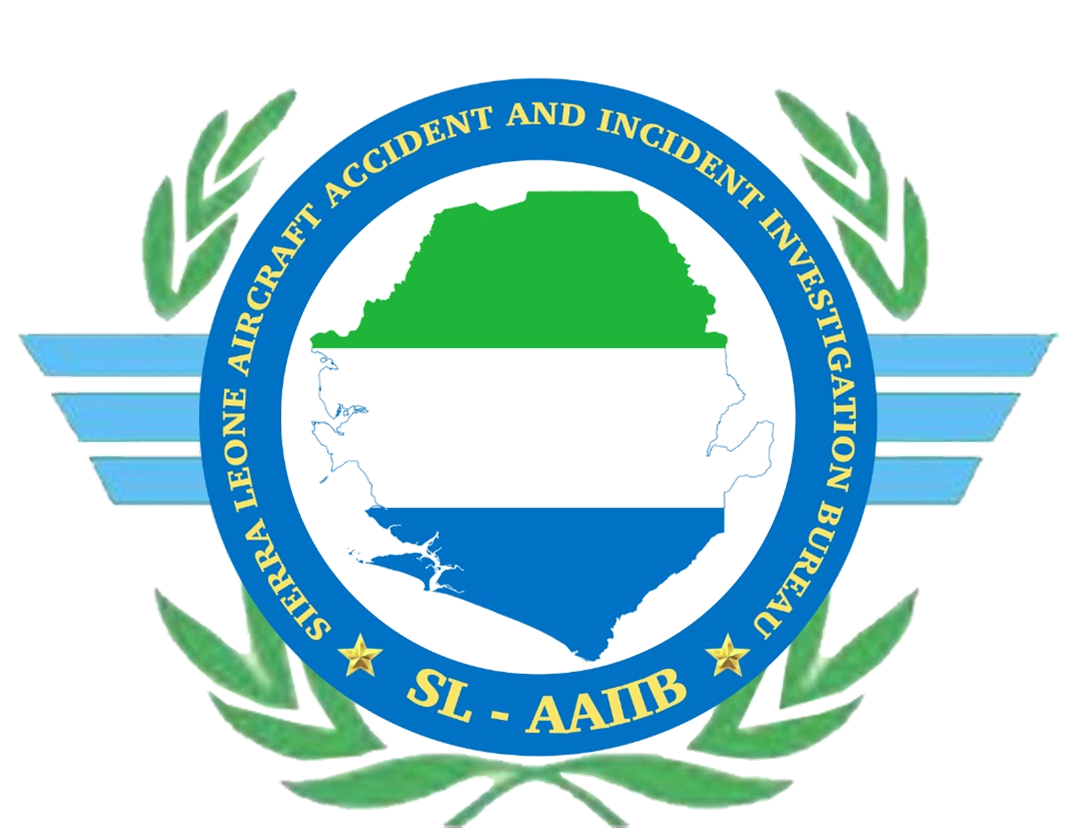 SIERRA LEONE AIRCRAFT ACCIDENT AND INCIDENT INVESTIGATION BUREAU
SL - AAIIB